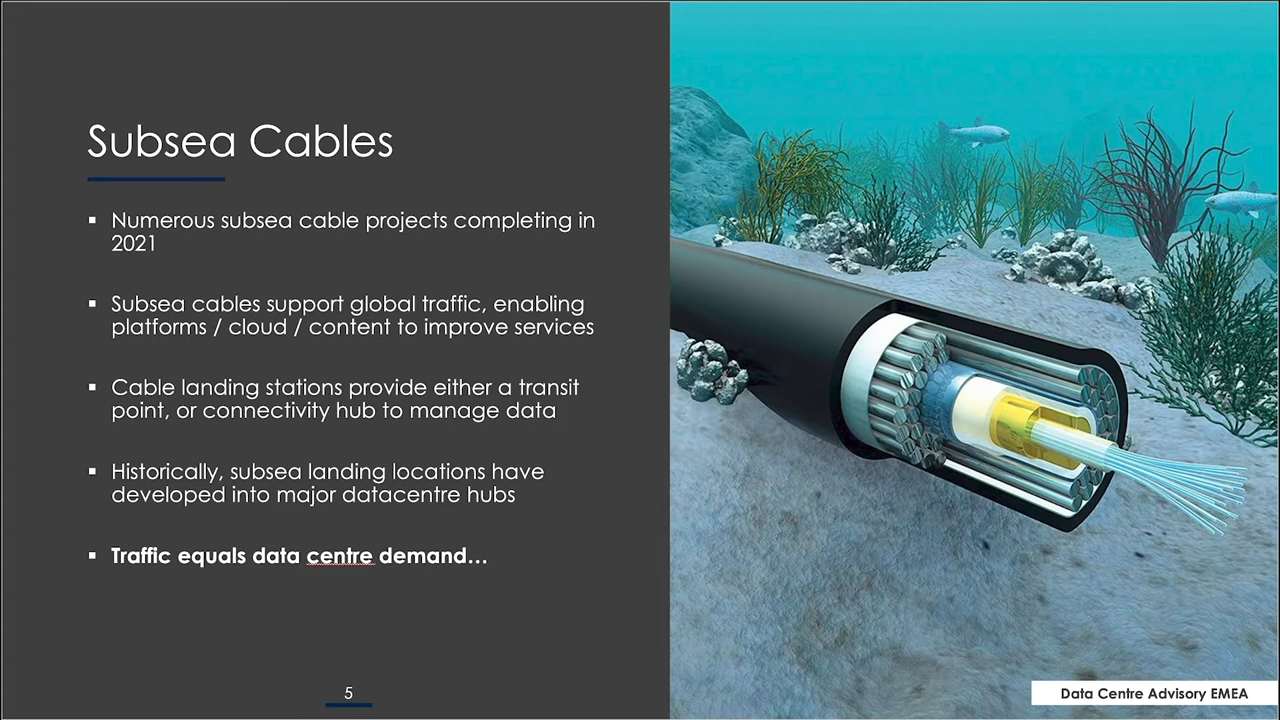 Subsea Cables
▪ Numerous subsea cable projects completing in
2021
▪ Subsea cables support global traffic, enabling
platforms / cloud / content to improve services
▪ Cable landing stations provide either a transit
point, or connectivity hub to manage data
▪ Historically, subsea landing locations have
developed into major datacentre hubs
▪ Traffic equals data centre demand...
5
Data Centre Advisory EMEA